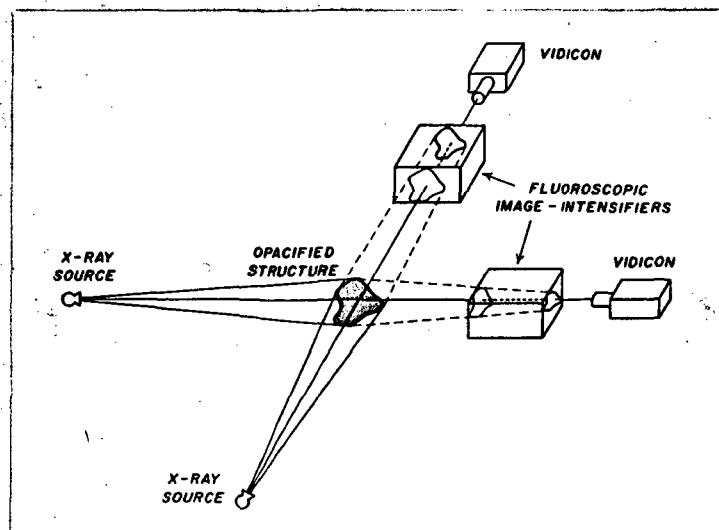 VIDICON
FLUOROSCOPIC
IMAGE-INTENSIFIERS
OPACIFIED
STRUCTURE
X-RAY
SOURCE
VIDICON
X-RAY
SOURCE